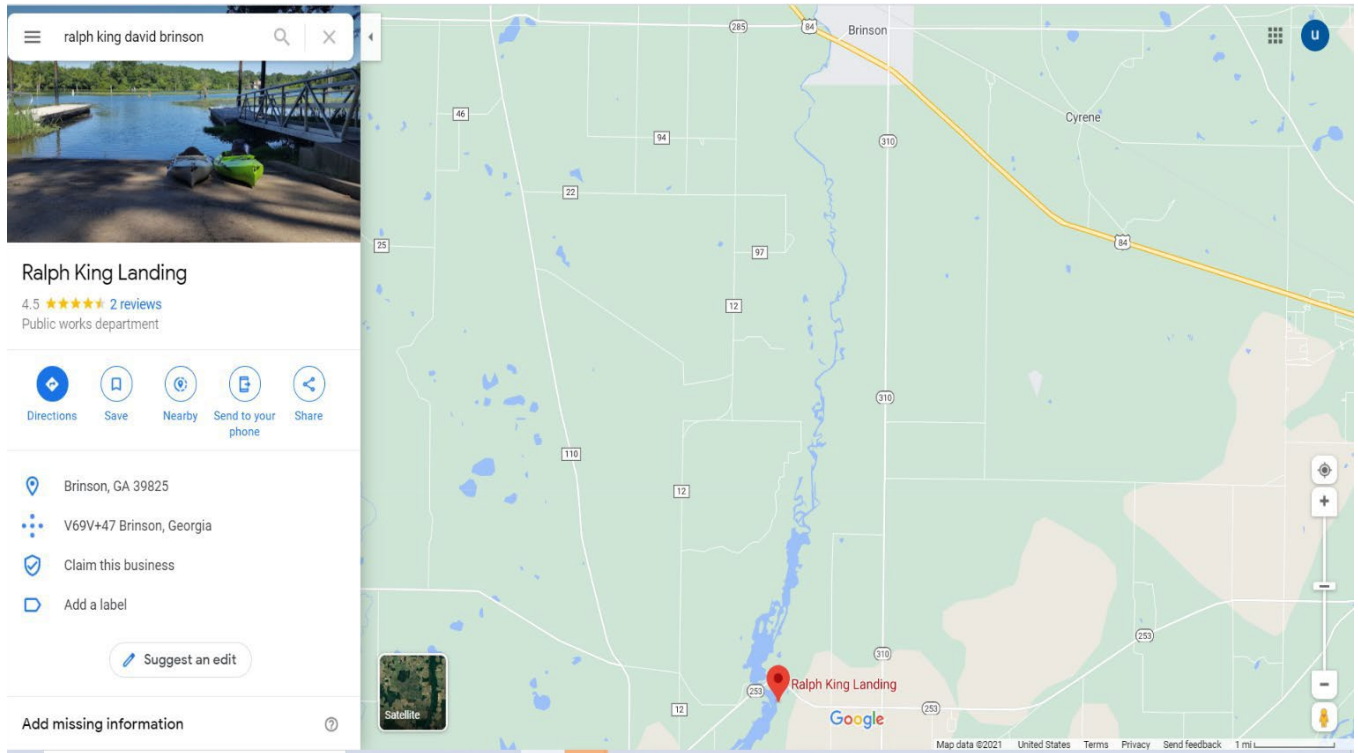 ralph king david brinson
Ralph King Landing
4.5
2 reviews
Public works department
Directions
Save
Nearby
Send to your
phone
Share
Brinson, GA 39825
V69V+47 Brinson, Georgia
Claim this business
Add a label
Suggest an edit
Add missing information
Satellite
285
84
Brinson
U
46
94
310
Cyrene
22
25
97
84
12
310
110
12
253
310
253
Ralph King Landing
12
253
Google
Map data ©2021
United States
Terms
Privacy
Send feedback
1 mi